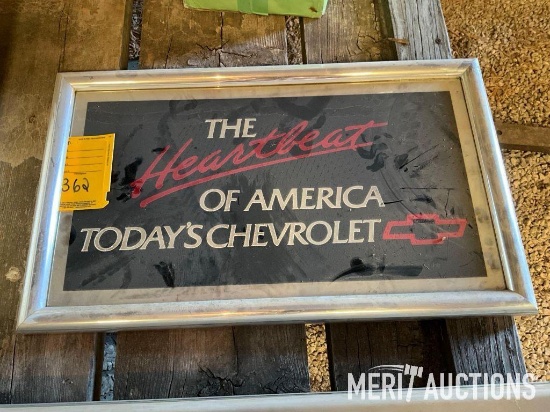 THE
Heartbeat
OF AMERICA
TODAY'S CHEVROLET
362
MERIT AUCTIONS